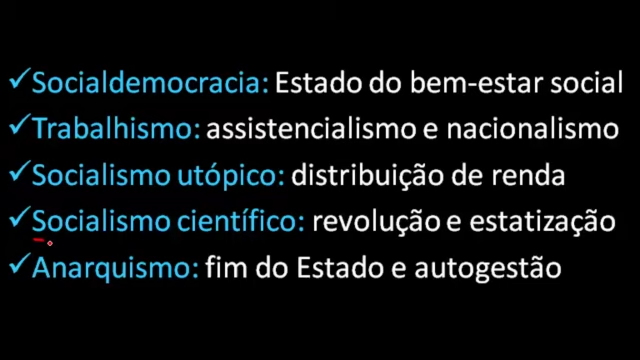 ✓Socialdemocracia: Estado do bem-estar social
✓Trabalhismo: assistencialismo e nacionalismo
✓Socialismo utópico: distribuição de renda
✓Socialismo científico: revolução e estatização
✓Anarquismo: fim do Estado e autogestão